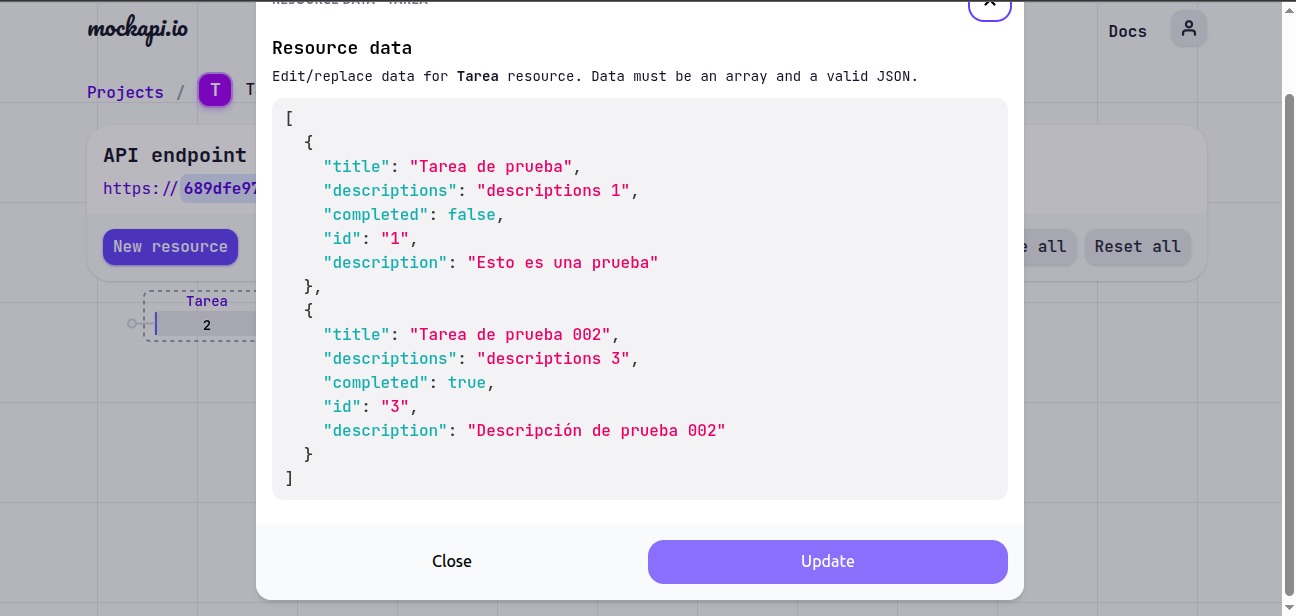 mockapi.io
Docs
Projects / T T
API endpoint
https://689dfe97
New resource
all
Reset all
Tarea
2
RESOURCE DATA - TAREA
Resource data
Edit/replace data for Tarea resource. Data must be an array and a valid JSON.
[
{
"title": "Tarea de prueba",
"descriptions": "descriptions 1",
"completed": false,
"id": "1",
"description": "Esto es una prueba"
},
{
"title": "Tarea de prueba 002",
"descriptions": "descriptions 3",
"completed": true,
"id": "3",
"description": "Descripción de prueba 002"
}
]
Close
Update